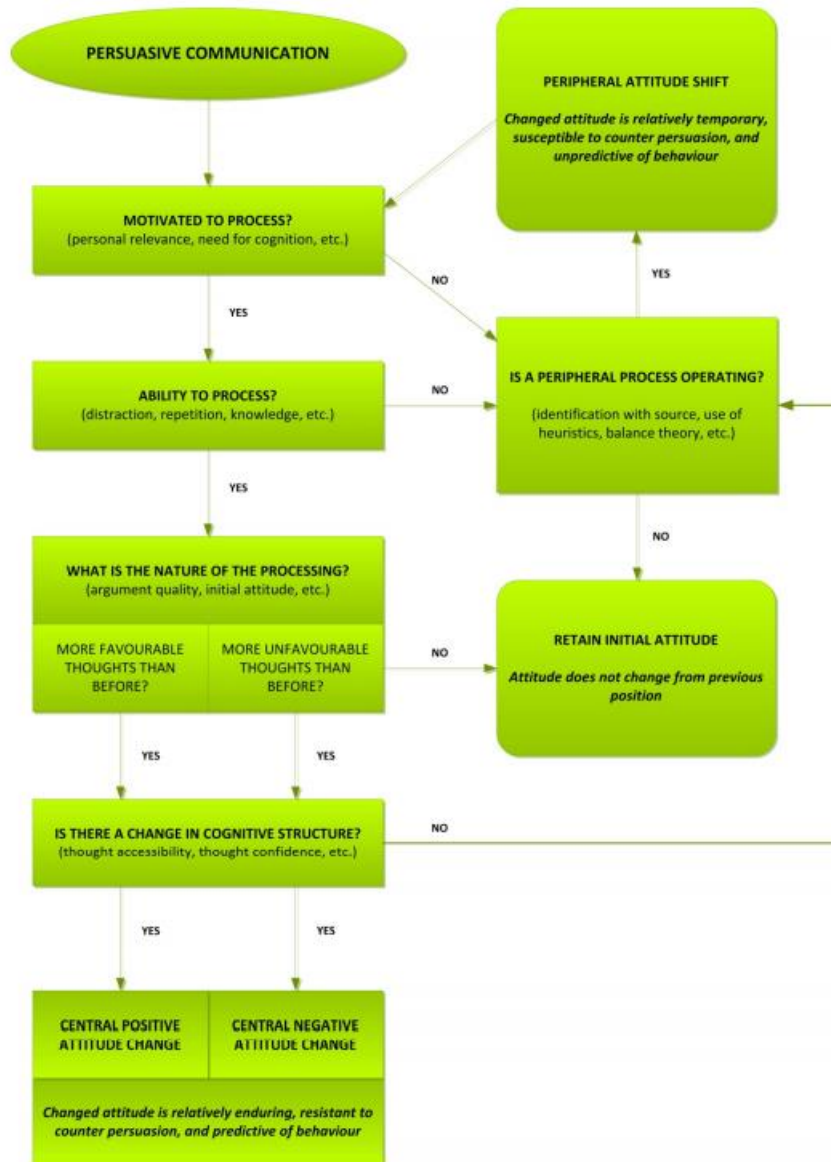 PERSUASIVE COMMUNICATION
PERIPHERAL ATTITUDE SHIFT
Changed attitude is relatively temporary,
susceptible to counter persuasion, and
unpredictive of behaviour
MOTIVATED TO PROCESS?
(personal relevance, need for cognition, etc.)
NO
YES
YES
IS A PERIPHERAL PROCESS OPERATING?
(identification with source, use of
heuristics, balance theory, etc.)
ABILITY TO PROCESS?
(distraction, repetition, knowledge, etc.)
NO
YES
NO
WHAT IS THE NATURE OF THE PROCESSING?
(argument quality, initial attitude, etc.)
MORE FAVOURABLE
THOUGHTS THAN
BEFORE?
MORE UNFAVOURABLE
THOUGHTS THAN
BEFORE?
NO
RETAIN INITIAL ATTITUDE
Attitude does not change from previous
position
YES
YES
IS THERE A CHANGE IN COGNITIVE STRUCTURE?
(thought accessibility, thought confidence, etc.)
NO
YES
YES
CENTRAL POSITIVE
ATTITUDE CHANGE
CENTRAL NEGATIVE
ATTITUDE CHANGE
Changed attitude is relatively enduring, resistant to
counter persuasion, and predictive of behaviour